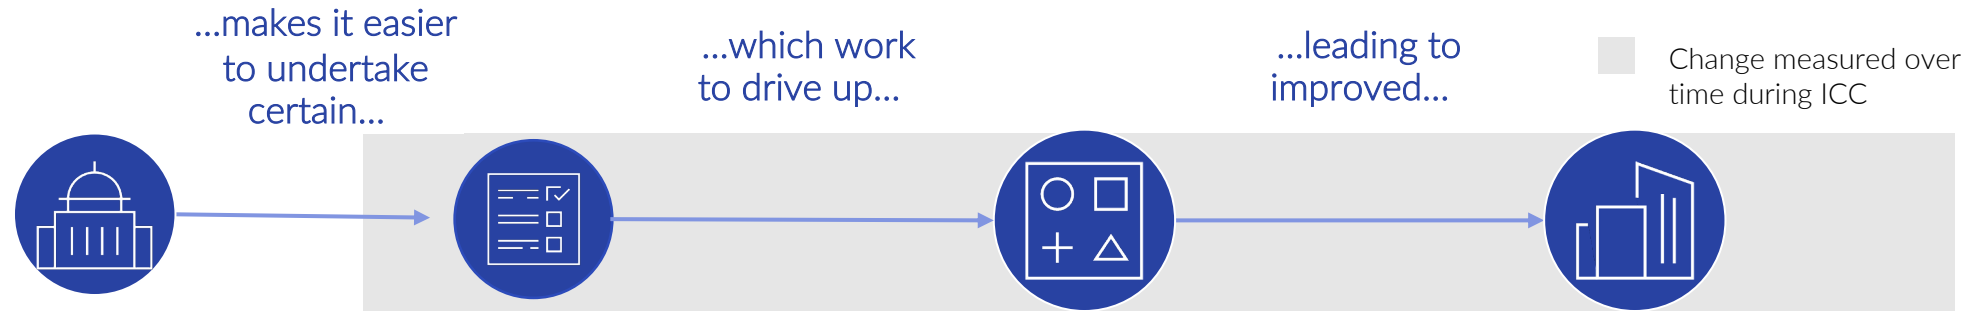 ...makes it easier
to undertake
certain...
...which work
to drive up...
...leading to
improved...
Change measured over
time during ICC